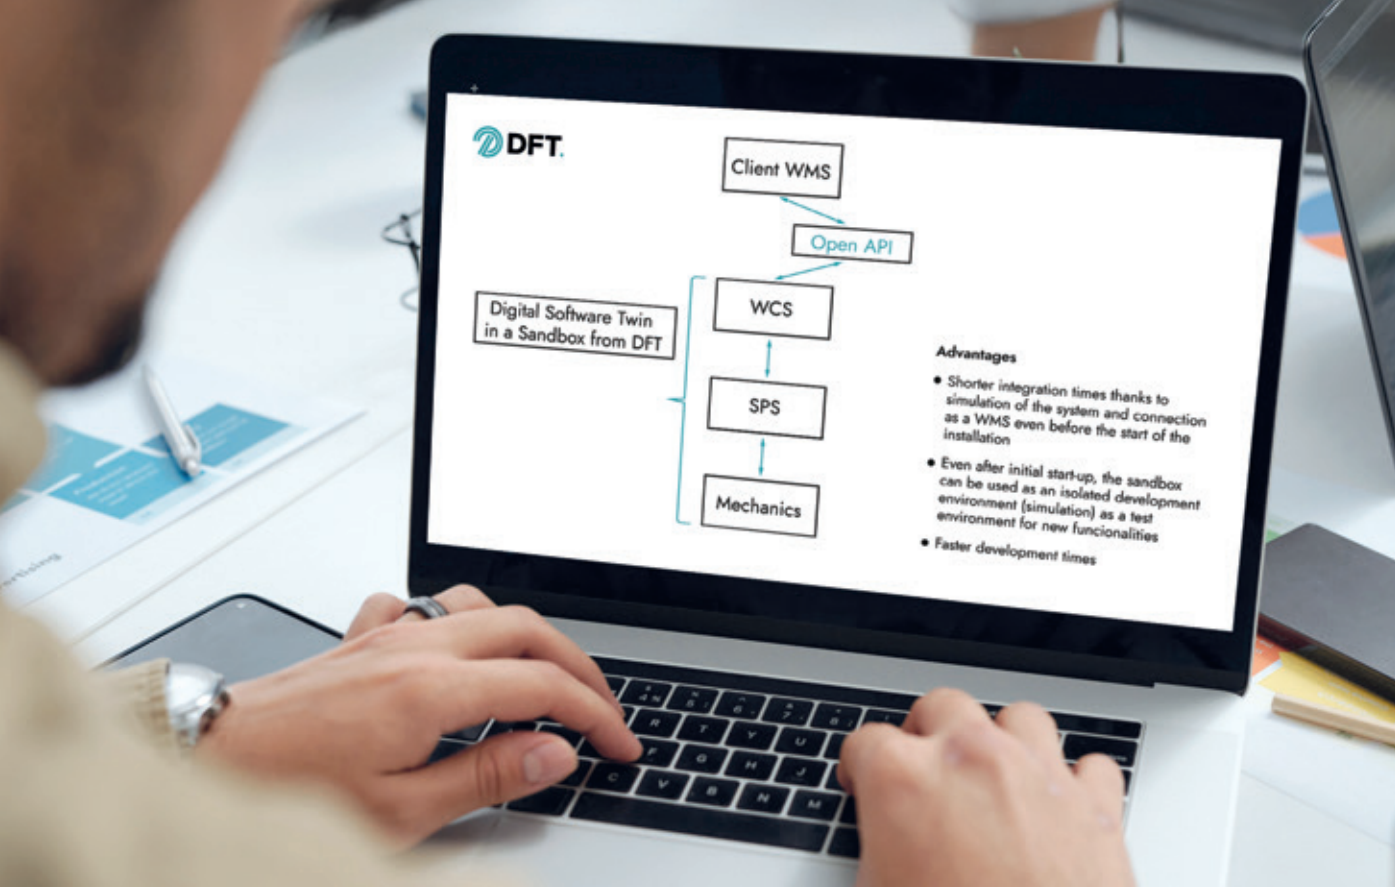 DFT.
Client WMS
Open API
WCS
Digital Software Twin
in a Sandbox from DFT
SPS
Mechanics
Advantages
• Shorter integration times thanks to
simulation of the system and connection
as a WMS even before the start of the
installation
• Even after initial start-up, the sandbox
can be used as an isolated development
environment (simulation) as a test
environment for new funcionalities
• Faster development times
R T Y U
F G H J
C V B N M